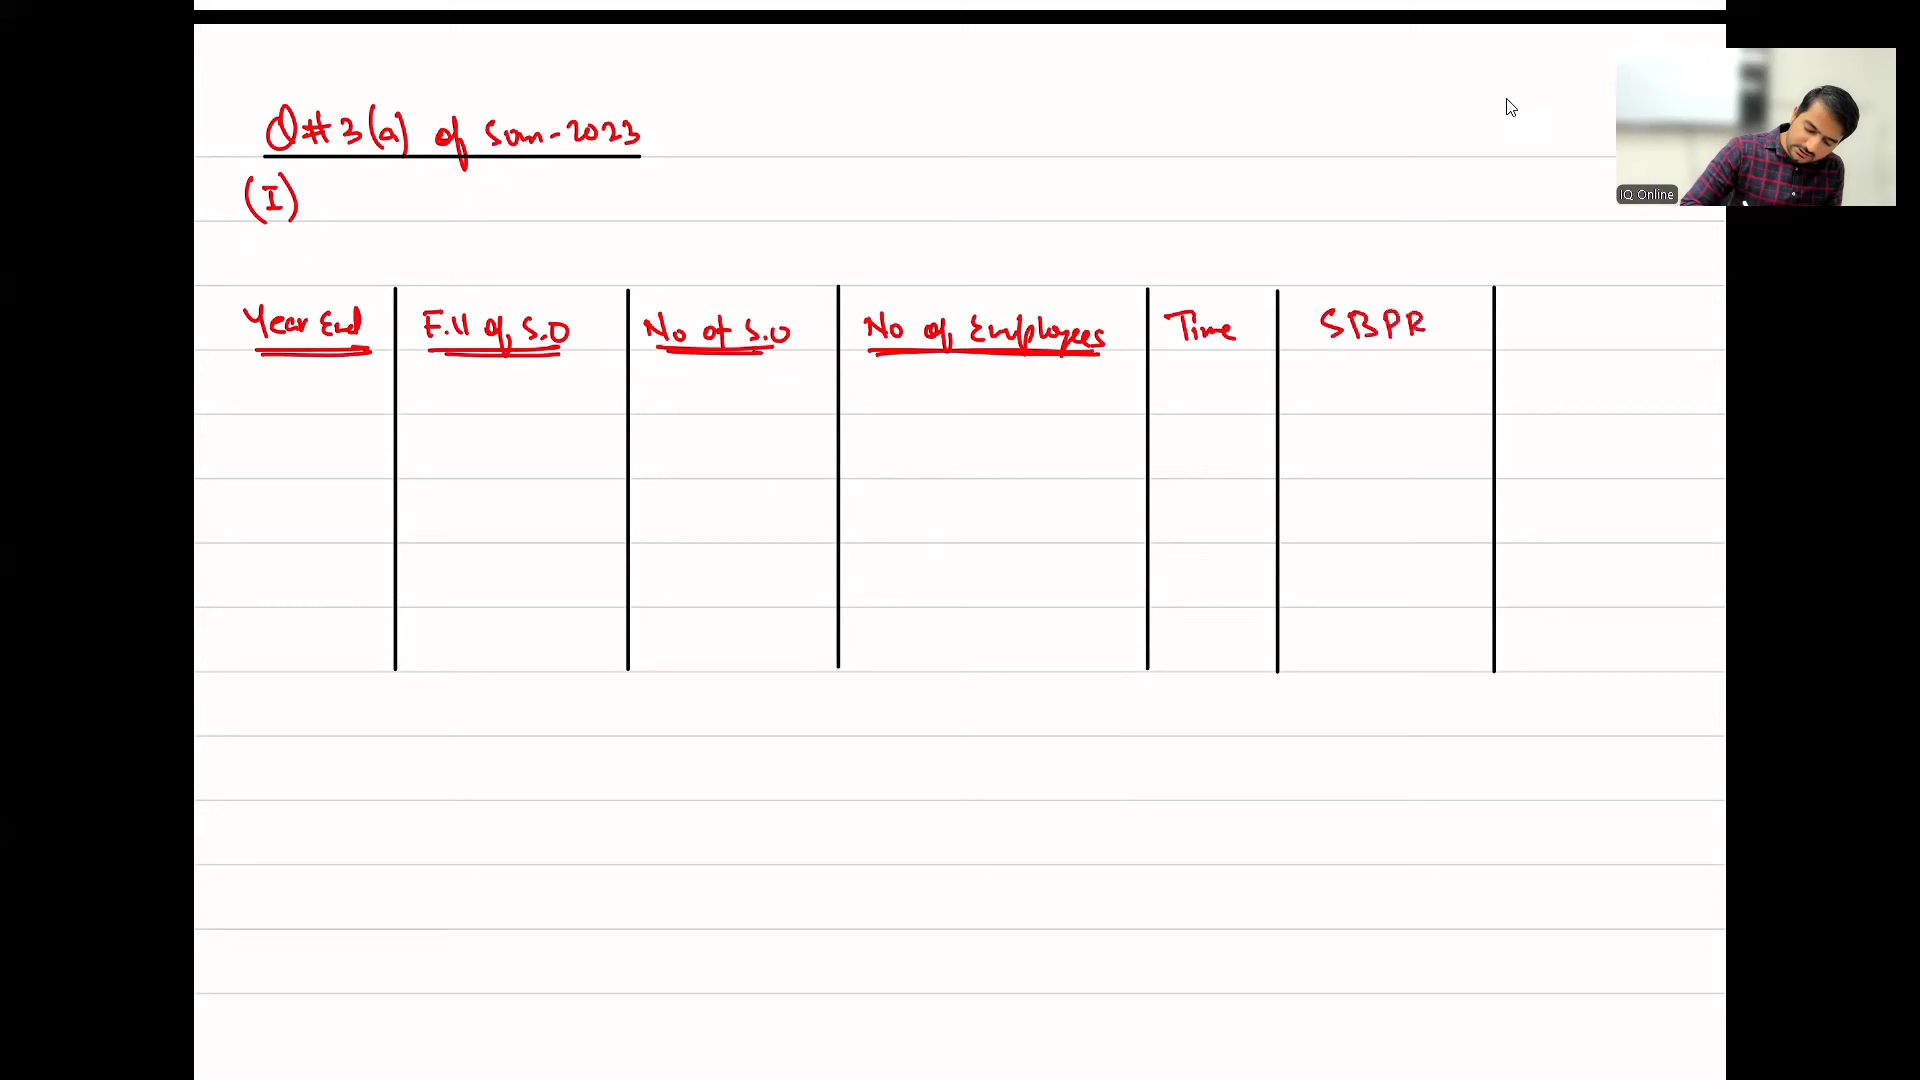 Q#3(a) of Sum-2023
(I)
Year End F.V of S.O No of S.O No of Employees Time SBPR
IQ Online